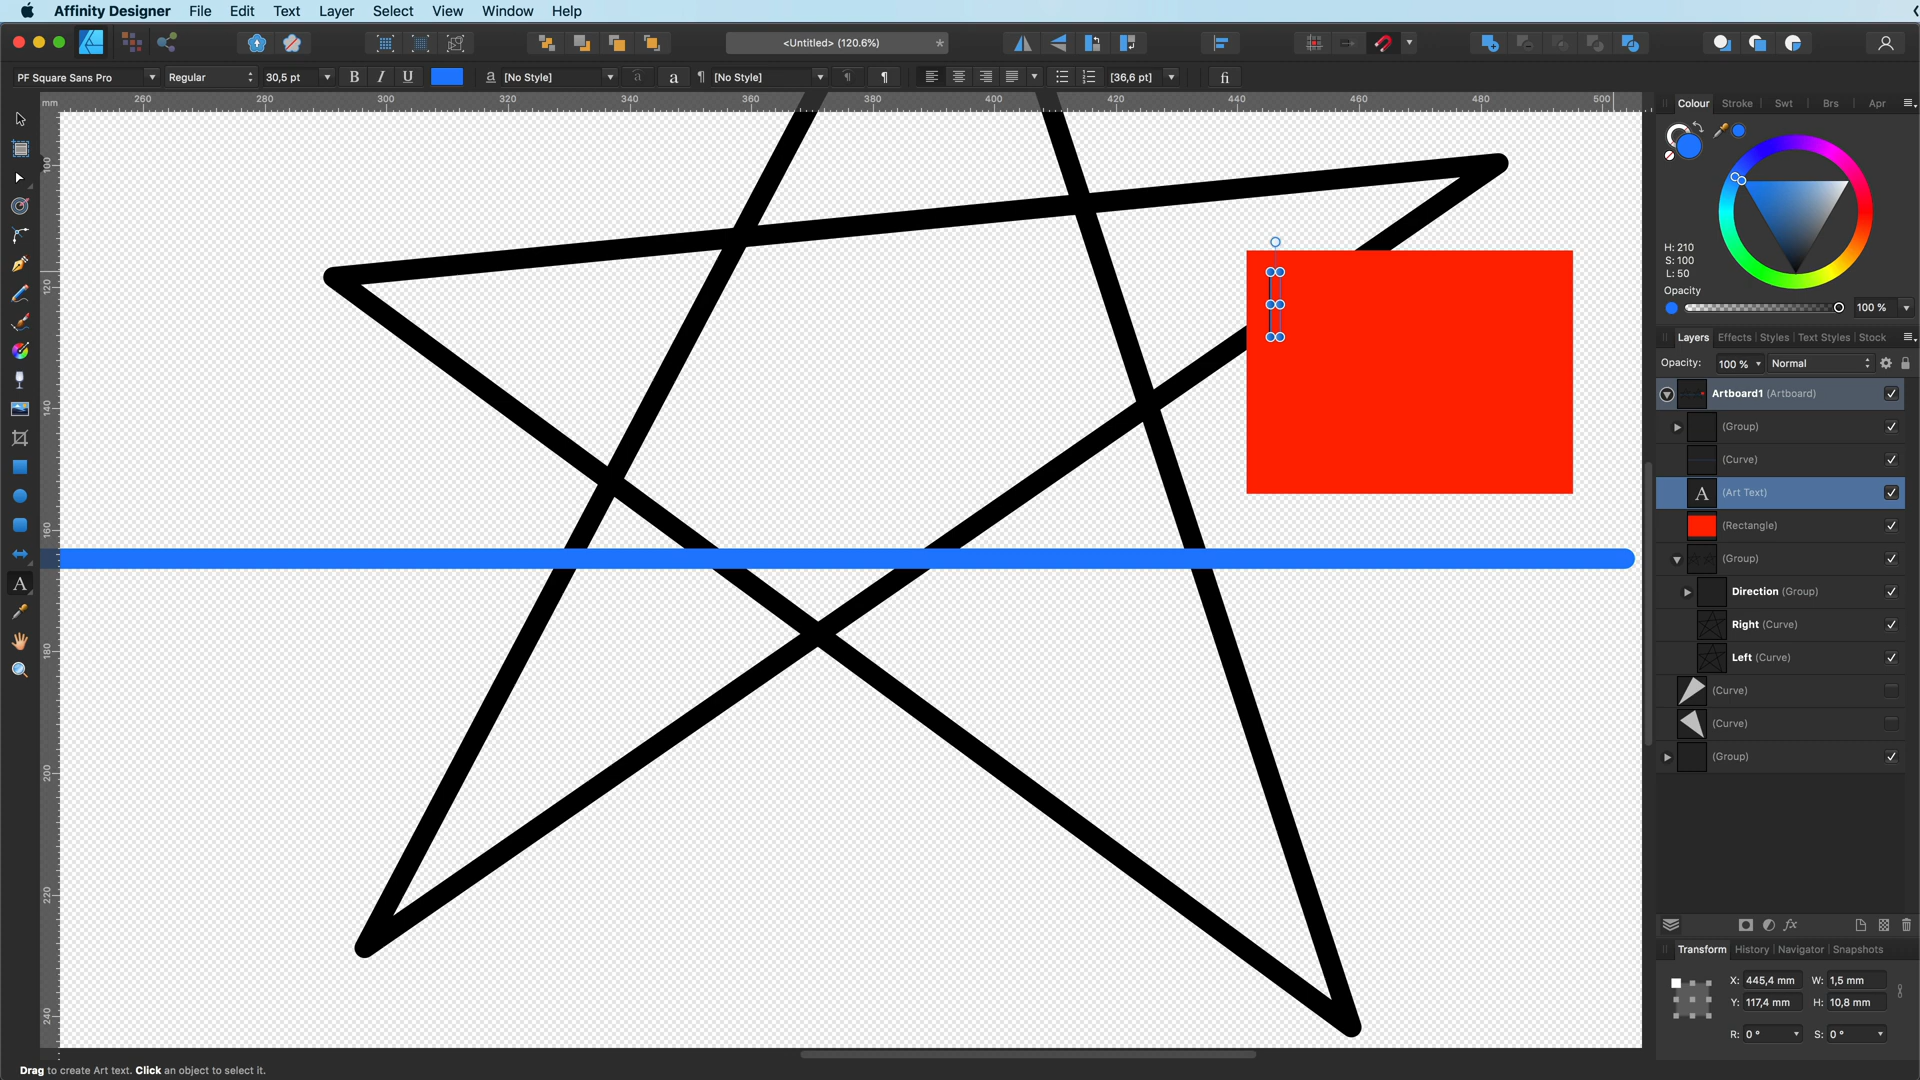 Affinity Designer File Edit Text Layer Select View Window Help
<Untitled> (120.6%)
PF Square Sans Pro Regular 30,5 pt B I U a [No Style] a a ¶ [No Style] ¶ ¶ [36,6 pt] fi
mm 260 280 300 320 340 360 380 400 420 440 460 480 500
100
120
140
160
180
200
220
240
A
Colour Stroke Swt Brs Apr
H: 210
S: 100
L: 50
Opacity
100 %
Layers Effects Styles Text Styles Stock
Opacity: 100 % Normal
Artboard1 (Artboard)
(Group)
(Curve)
A (Art Text)
(Rectangle)
(Group)
Direction (Group)
Right (Curve)
Left (Curve)
(Curve)
(Curve)
(Group)
fx
Transform History Navigator Snapshots
X: 445,4 mm W: 1,5 mm
Y: 117,4 mm H: 10,8 mm
R: 0 ° S: 0 °
Drag to create Art text. Click an object to select it.